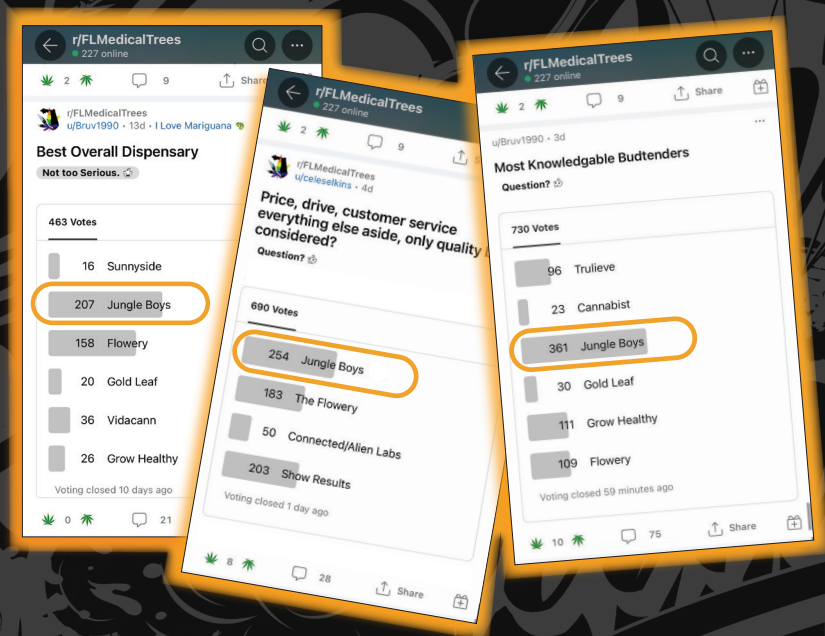 r/FLMedicalTrees
227 online
2
9
Share
r/FLMedicalTrees
u/Bruv1990 • 13d • I Love Mariguana
Best Overall Dispensary
Not too Serious.
463 Votes
16 Sunnyside
207 Jungle Boys
158 Flowery
20 Gold Leaf
36 Vidacann
26 Grow Healthy
Voting closed 10 days ago
0
21
r/FLMedicalTrees
227 online
2
9
r/FLMedicalTrees
u/celeselkins • 4d
Price, drive, customer service
everything else aside, only quality
considered?
Question?
690 Votes
254 Jungle Boys
183 The Flowery
50 Connected/Alien Labs
203 Show Results
Voting closed 1 day ago
8
28
Share
r/FLMedicalTrees
227 online
2
9
Share
u/Bruv1990 • 3d
Most Knowledgable Budtenders
Question?
730 Votes
96 Trulieve
23 Cannabist
361 Jungle Boys
30 Gold Leaf
111 Grow Healthy
109 Flowery
Voting closed 59 minutes ago
10
75
Share